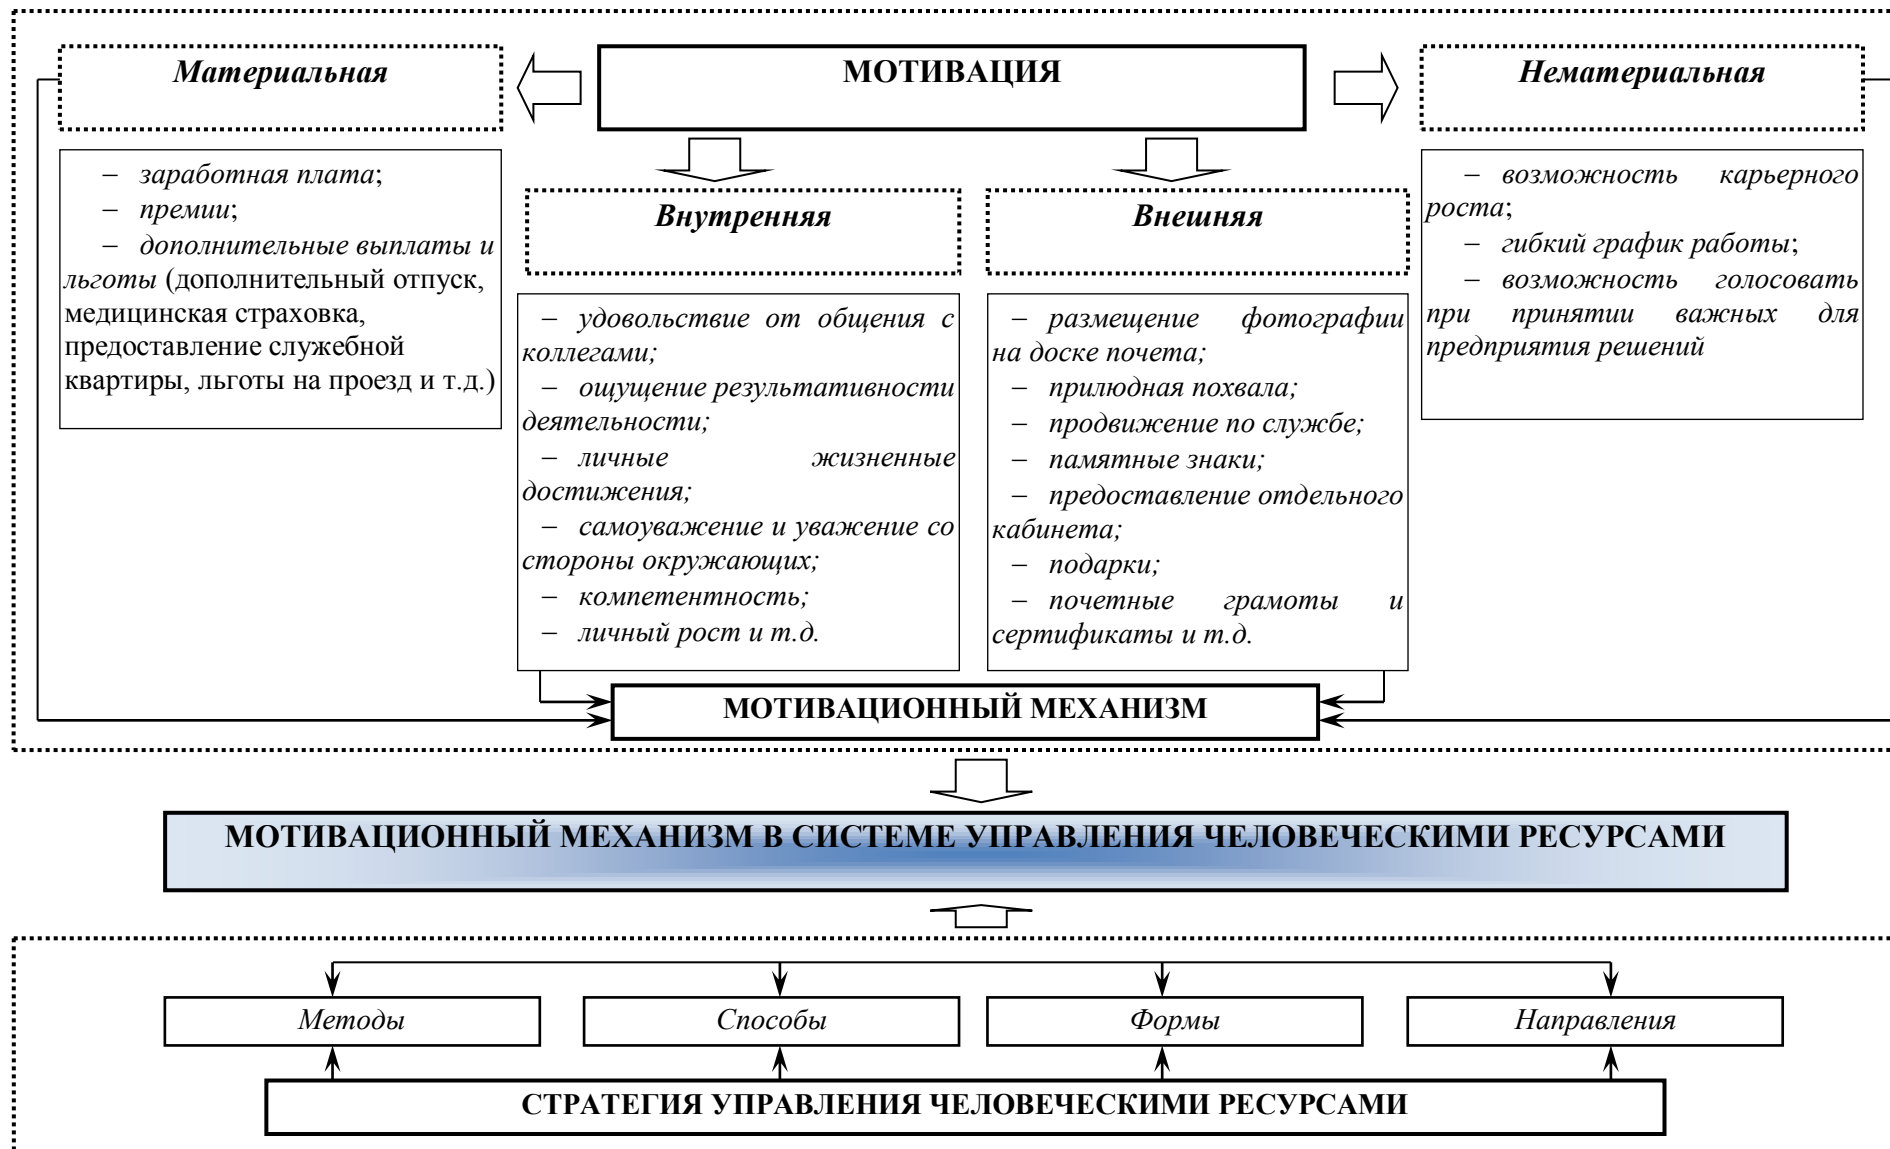 МОТИВАЦИЯ
Материальная
– заработная плата;
– премии;
– дополнительные выплаты и
льготы (дополнительный отпуск,
медицинская страховка,
предоставление служебной
квартиры, льготы на проезд и т.д.)
Внутренняя
– удовольствие от общения с
коллегами;
– ощущение результативности
деятельности;
– личные жизненные
достижения;
– самоуважение и уважение со
стороны окружающих;
– компетентность;
– личный рост и т.д.
Внешняя
– размещение фотографии
на доске почета;
– прилюдная похвала;
– продвижение по службе;
– памятные знаки;
– предоставление отдельного
кабинета;
– подарки;
– почетные грамоты и
сертификаты и т.д.
Нематериальная
– возможность карьерного
роста;
– гибкий график работы;
– возможность голосовать
при принятии важных для
предприятия решений
МОТИВАЦИОННЫЙ МЕХАНИЗМ
МОТИВАЦИОННЫЙ МЕХАНИЗМ В СИСТЕМЕ УПРАВЛЕНИЯ ЧЕЛОВЕЧЕСКИМИ РЕСУРСАМИ
Методы
Способы
Формы
Направления
СТРАТЕГИЯ УПРАВЛЕНИЯ ЧЕЛОВЕЧЕСКИМИ РЕСУРСАМИ